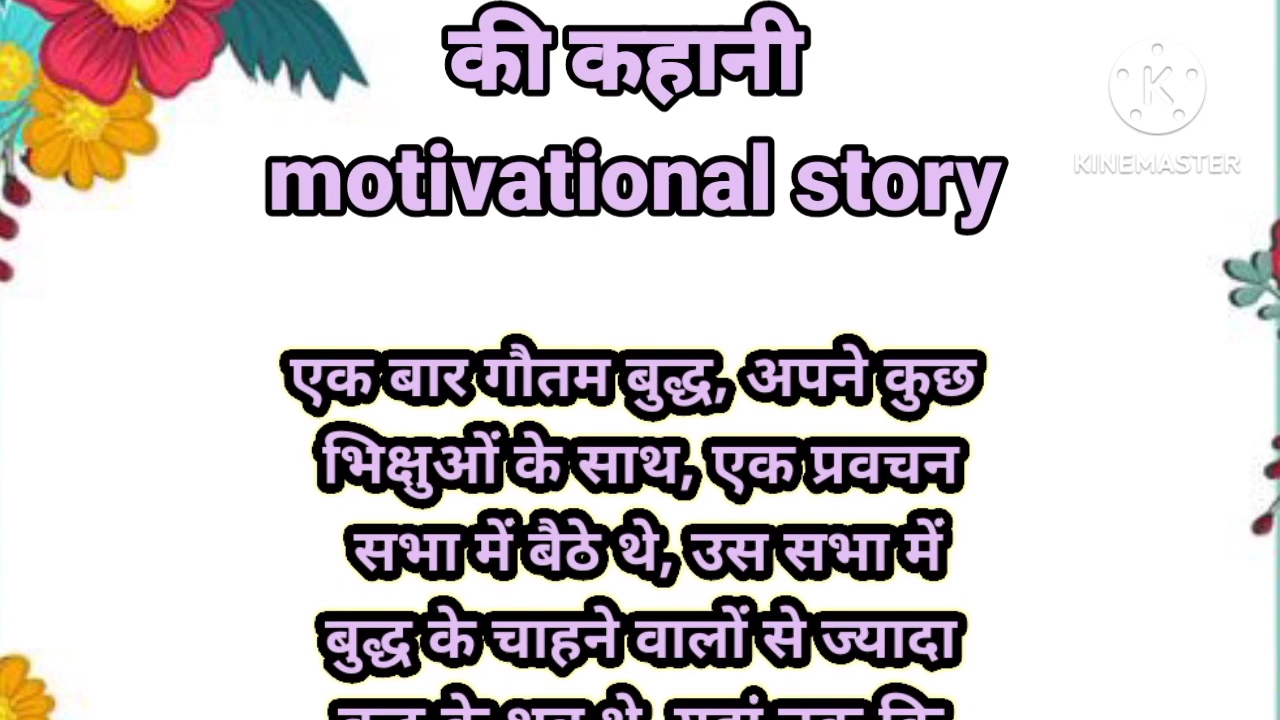 की कहानी
motivational story
K
KINEMASTER
एक बार गौतम बुद्ध, अपने कुछ
भिक्षुओं के साथ, एक प्रवचन
सभा में बैठे थे, उस सभा में
बुद्ध के चाहने वालों से ज्यादा